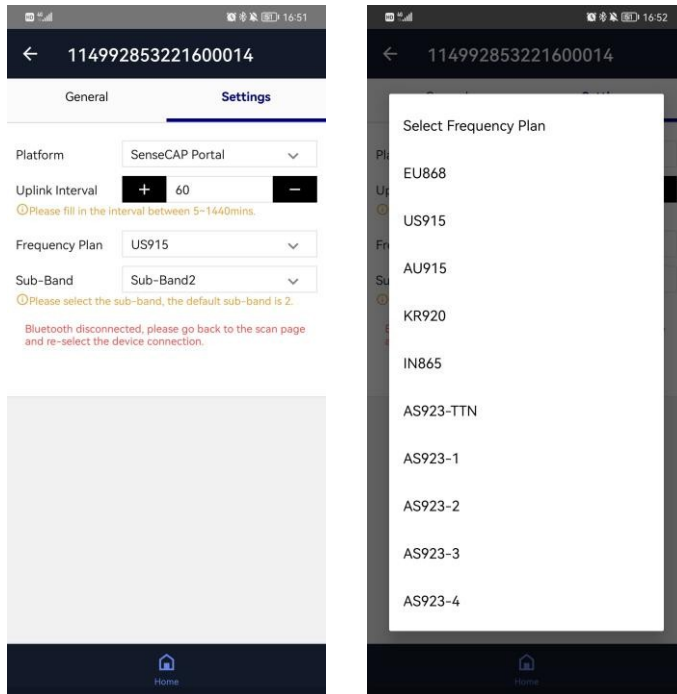 16:51
114992853221600014
General Settings
Platform SenseCAP Portal
Uplink Interval + 60 −
Please fill in the interval between 5~1440mins.
Frequency Plan US915
Sub-Band Sub-Band2
Please select the sub-band, the default sub-band is 2.
Bluetooth disconnected, please go back to the scan page
and re-select the device connection.
Home
16:52
114992853221600014
Select Frequency Plan
EU868
US915
AU915
KR920
IN865
AS923-TTN
AS923-1
AS923-2
AS923-3
AS923-4
Home